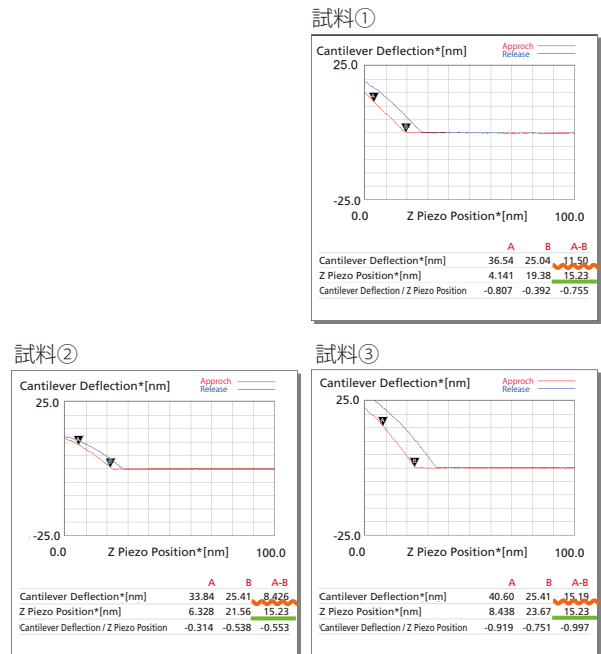 試料①
Cantilever Deflection*[nm] Approch
Release
25.0
A
B
-25.0
0.0 Z Piezo Position*[nm] 100.0
A B A-B
Cantilever Deflection*[nm] 36.54 25.04 11.50
Z Piezo Position*[nm] 4.141 19.38 15.23
Cantilever Deflection / Z Piezo Position -0.807 -0.392 -0.755
試料②
Cantilever Deflection*[nm] Approch
Release
25.0
A
B
-25.0
0.0 Z Piezo Position*[nm] 100.0
A B A-B
Cantilever Deflection*[nm] 33.84 25.41 8.426
Z Piezo Position*[nm] 6.328 21.56 15.23
Cantilever Deflection / Z Piezo Position -0.314 -0.538 -0.553
試料③
Cantilever Deflection*[nm] Approch
Release
25.0
A
B
-25.0
0.0 Z Piezo Position*[nm] 100.0
A B A-B
Cantilever Deflection*[nm] 40.60 25.41 15.19
Z Piezo Position*[nm] 8.438 23.67 15.23
Cantilever Deflection / Z Piezo Position -0.919 -0.751 -0.997